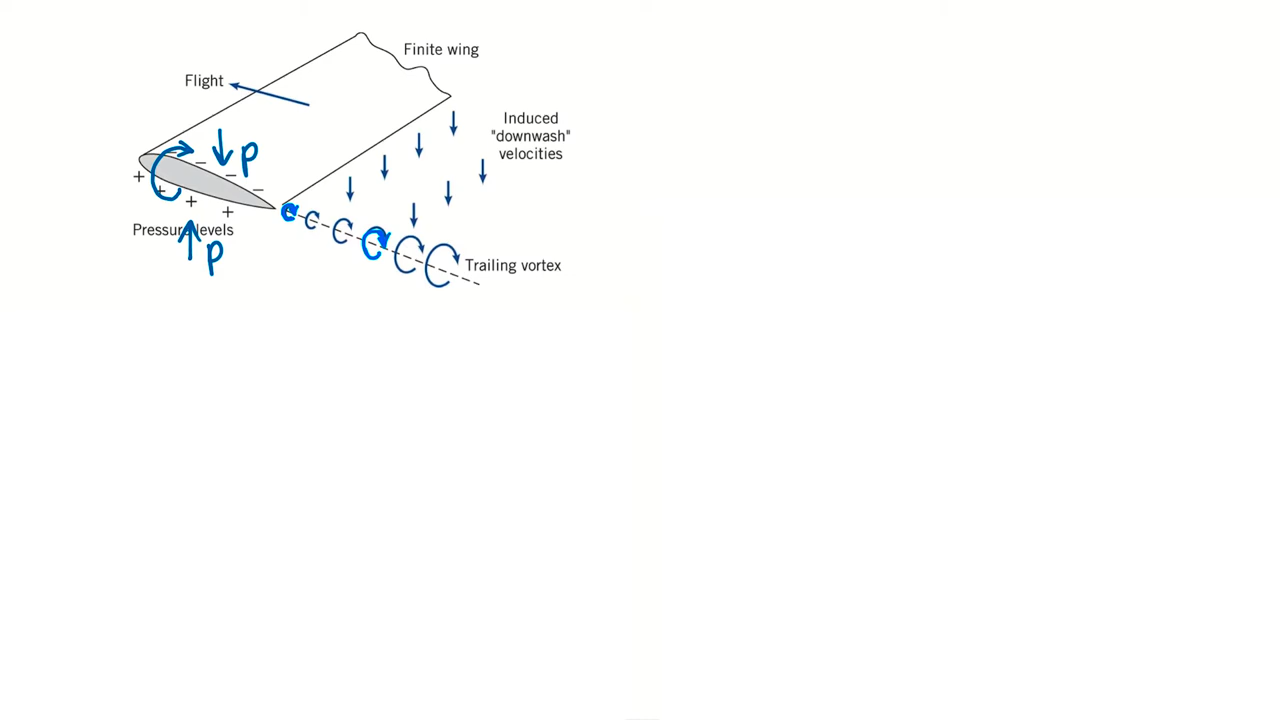 Finite wing
Flight
Induced
"downwash"
velocities
p
− − − −
+ + + +
Pressure levels
p
Trailing vortex